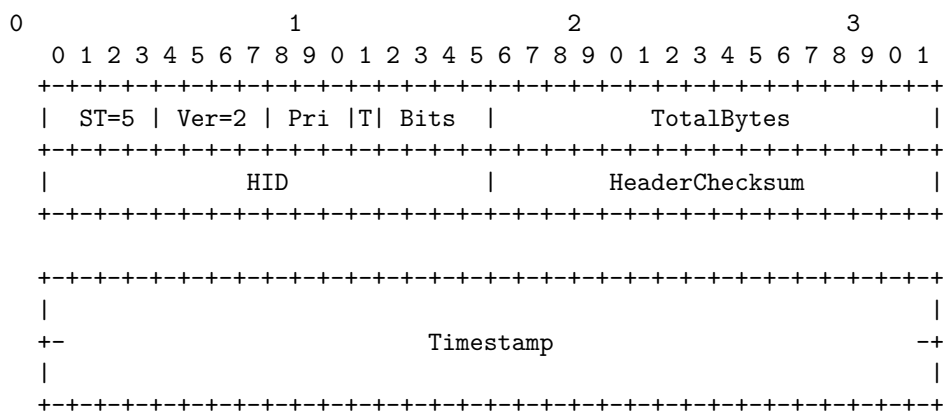 0                   1                   2                   3
   0 1 2 3 4 5 6 7 8 9 0 1 2 3 4 5 6 7 8 9 0 1 2 3 4 5 6 7 8 9 0 1
  +-+-+-+-+-+-+-+-+-+-+-+-+-+-+-+-+-+-+-+-+-+-+-+-+-+-+-+-+-+-+-+-+
  |  ST=5 | Ver=2 | Pri |T| Bits  |           TotalBytes          |
  +-+-+-+-+-+-+-+-+-+-+-+-+-+-+-+-+-+-+-+-+-+-+-+-+-+-+-+-+-+-+-+-+
  |              HID              |        HeaderChecksum         |
  +-+-+-+-+-+-+-+-+-+-+-+-+-+-+-+-+-+-+-+-+-+-+-+-+-+-+-+-+-+-+-+-+
  +-+-+-+-+-+-+-+-+-+-+-+-+-+-+-+-+-+-+-+-+-+-+-+-+-+-+-+-+-+-+-+-+
  |                                                               |
  +-                          Timestamp                          -+
  |                                                               |
  +-+-+-+-+-+-+-+-+-+-+-+-+-+-+-+-+-+-+-+-+-+-+-+-+-+-+-+-+-+-+-+-+